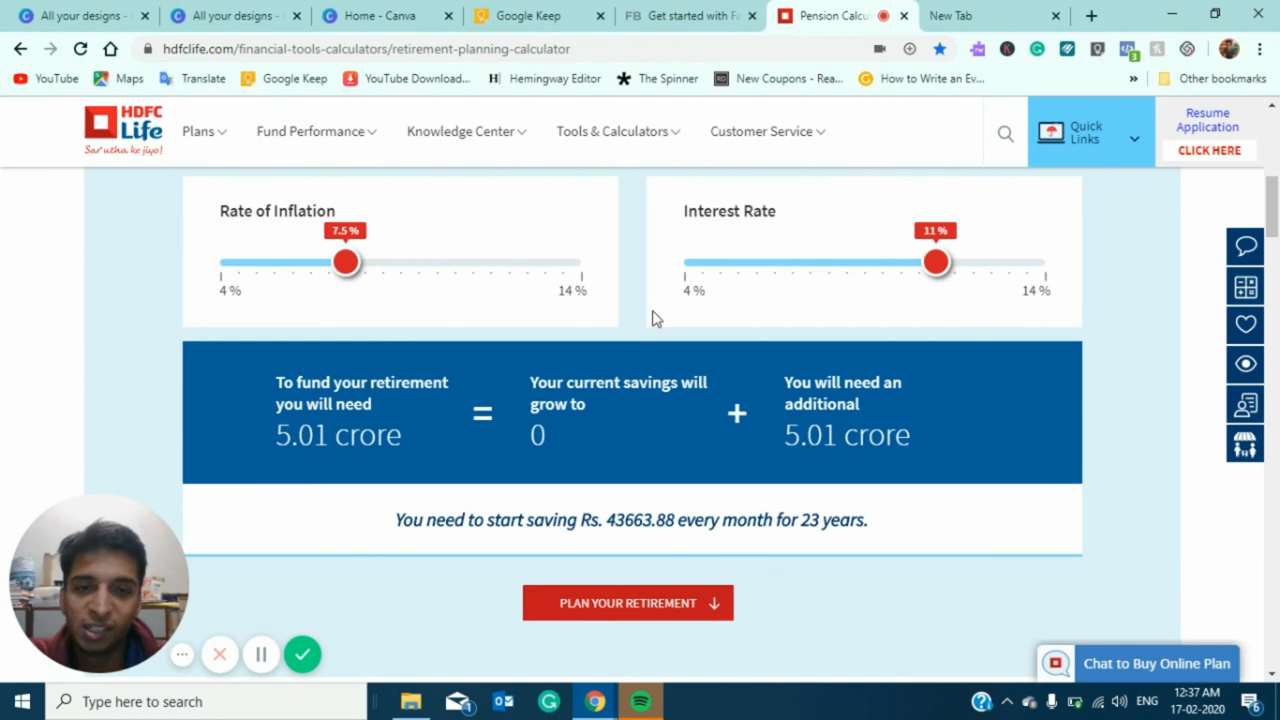 All your designs -
All your designs -
Home - Canva
Google Keep
Get started with F
Pension Calcu
New Tab
hdfclife.com/financial-tools-calculators/retirement-planning-calculator
YouTube
Maps
Translate
Google Keep
YouTube Download...
Hemingway Editor
The Spinner
New Coupons - Rea...
How to Write an Ev...
Other bookmarks
HDFC
Life
Sar utha ke jiyo!
Plans
Fund Performance
Knowledge Center
Tools & Calculators
Customer Service
Quick
Links
Resume
Application
CLICK HERE
Rate of Inflation
7.5 %
4 %
14 %
Interest Rate
11 %
4 %
14 %
To fund your retirement
you will need
5.01 crore
=
Your current savings will
grow to
0
+
You will need an
additional
5.01 crore
You need to start saving Rs. 43663.88 every month for 23 years.
PLAN YOUR RETIREMENT
Chat to Buy Online Plan
Type here to search
ENG
12:37 AM
17-02-2020